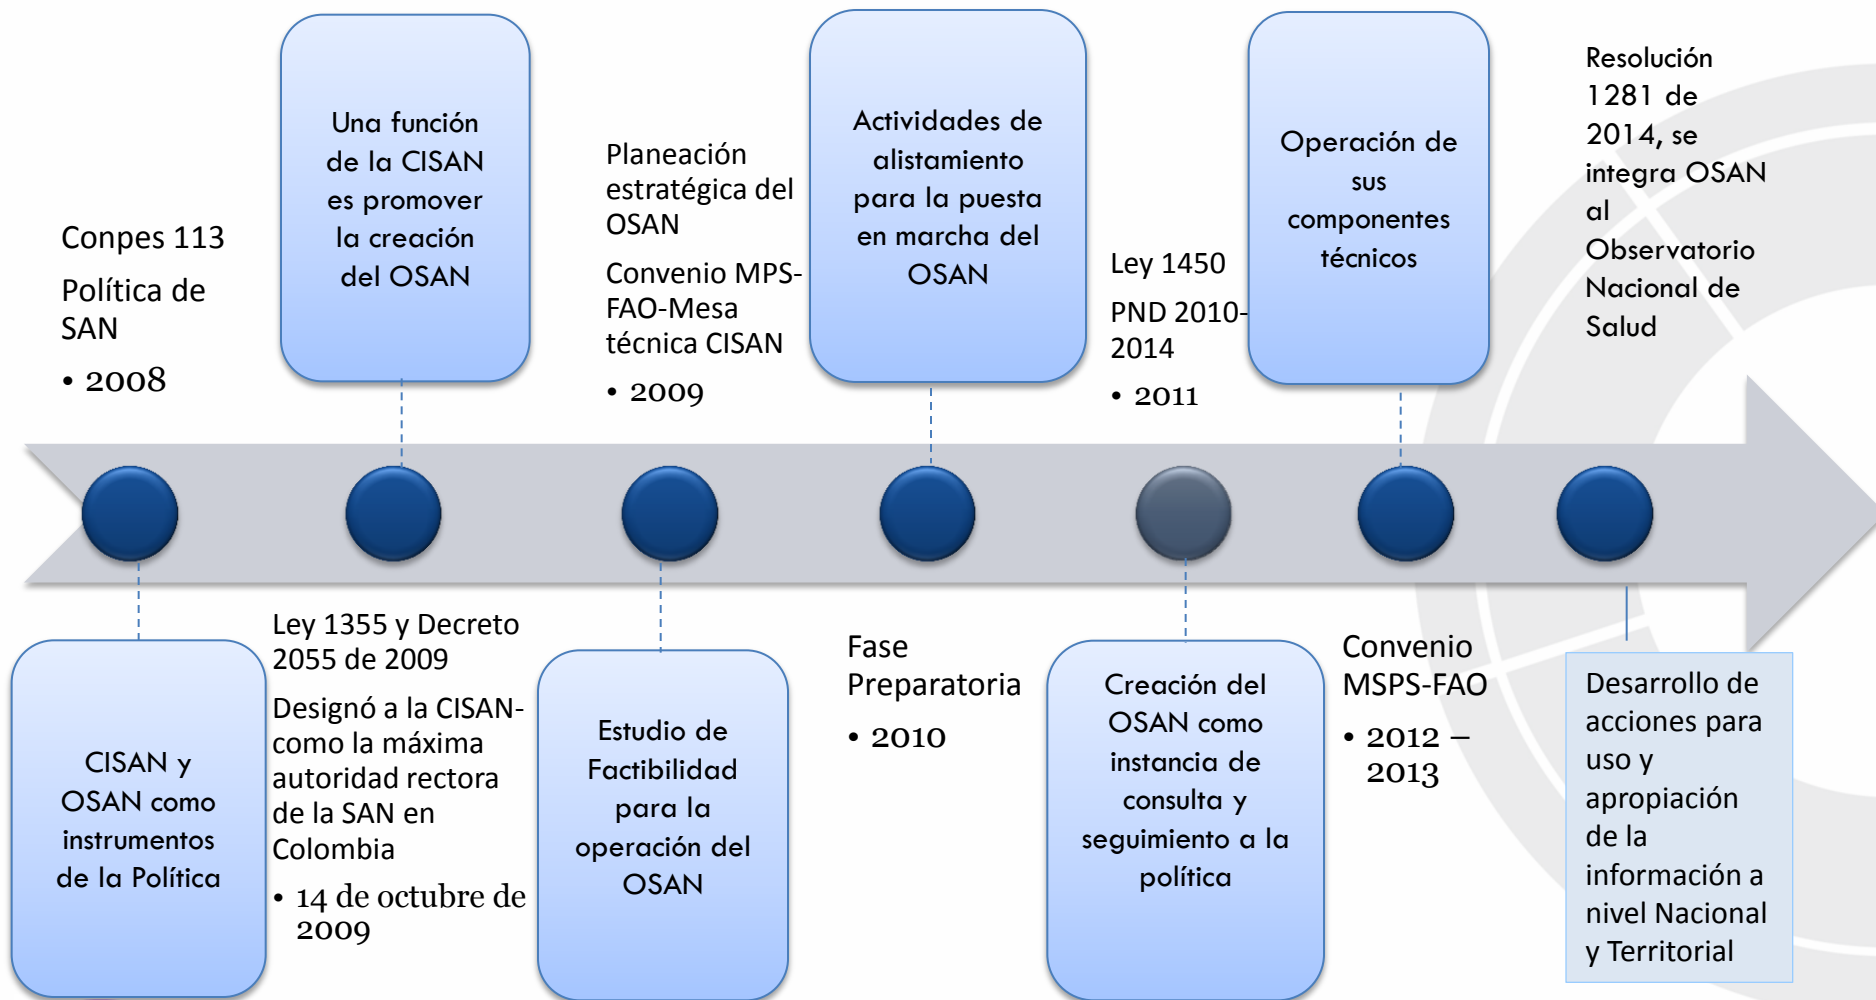 Conpes 113
Política de
SAN
• 2008
CISAN y
OSAN como
instrumentos
de la Política
Una función
de la CISAN
es promover
la creación
del OSAN
Ley 1355 y Decreto
2055 de 2009
Designó a la CISAN-
como la máxima
autoridad rectora
de la SAN en
Colombia
• 14 de octubre de
2009
Planeación
estratégica del
OSAN
Convenio MPS-
FAO-Mesa
técnica CISAN
• 2009
Estudio de
Factibilidad
para la
operación del
OSAN
Actividades de
alistamiento
para la puesta
en marcha del
OSAN
Fase
Preparatoria
• 2010
Ley 1450
PND 2010-
2014
• 2011
Creación del
OSAN como
instancia de
consulta y
seguimiento a la
política
Operación de
sus
componentes
técnicos
Convenio
MSPS-FAO
• 2012 –
2013
Resolución
1281 de
2014, se
integra OSAN
al
Observatorio
Nacional de
Salud
Desarrollo de
acciones para
uso y
apropiación
de la
información a
nivel Nacional
y Territorial